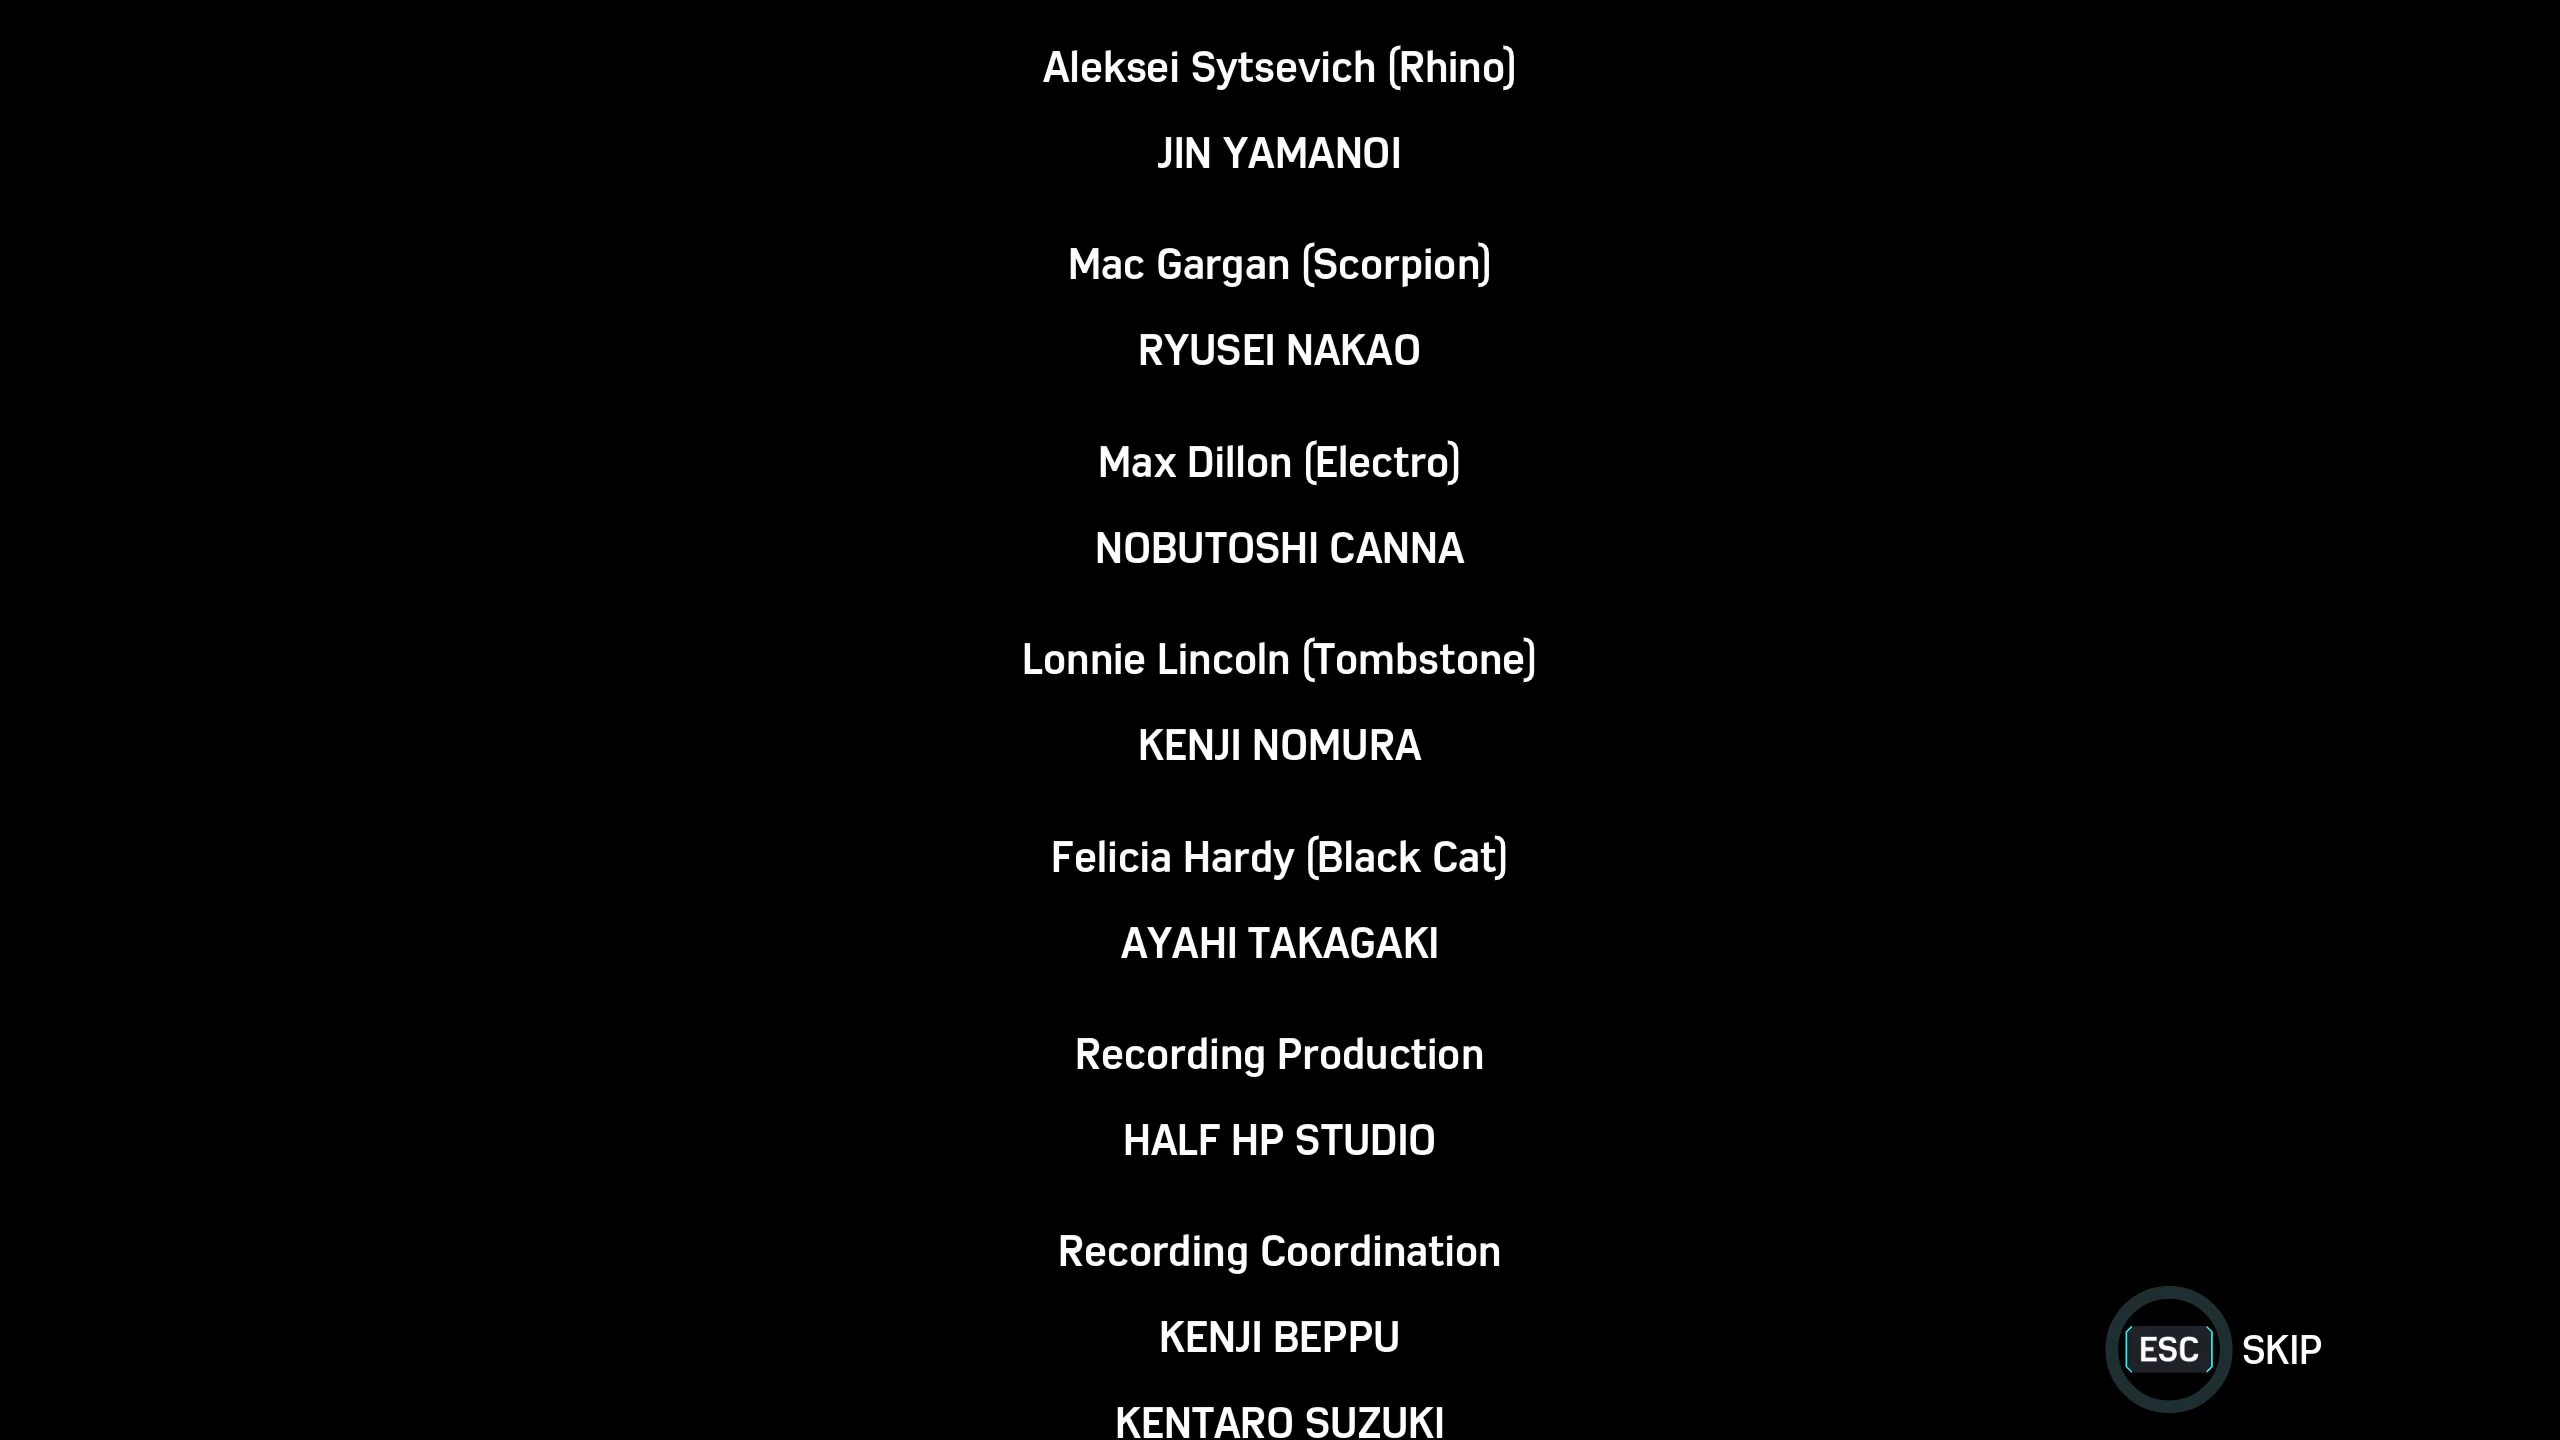 Aleksei Sytsevich (Rhino)
JIN YAMANOI
Mac Gargan (Scorpion)
RYUSEI NAKAO
Max Dillon (Electro)
NOBUTOSHI CANNA
Lonnie Lincoln (Tombstone)
KENJI NOMURA
Felicia Hardy (Black Cat)
AYAHI TAKAGAKI
Recording Production
HALF HP STUDIO
Recording Coordination
KENJI BEPPU
KENTARO SUZUKI
ESC SKIP